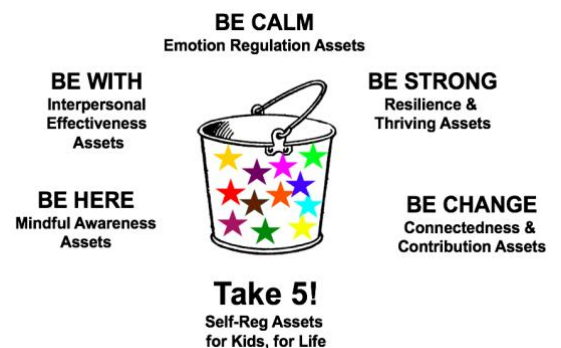 BE CALM
Emotion Regulation Assets
BE WITH
Interpersonal
Effectiveness
Assets
BE STRONG
Resilience &
Thriving Assets
BE HERE
Mindful Awareness
Assets
BE CHANGE
Connectedness &
Contribution Assets
Take 5!
Self-Reg Assets
for Kids, for Life